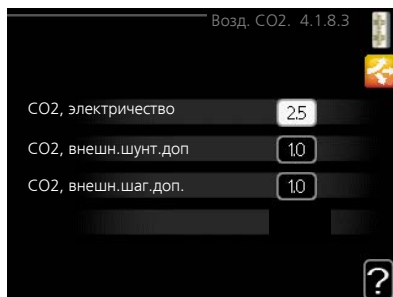 Возд. CO2. 4.1.8.3
CO2, электричество
2.5
CO2, внешн.шунт.доп
1.0
CO2, внешн.шаг.доп.
1.0
?